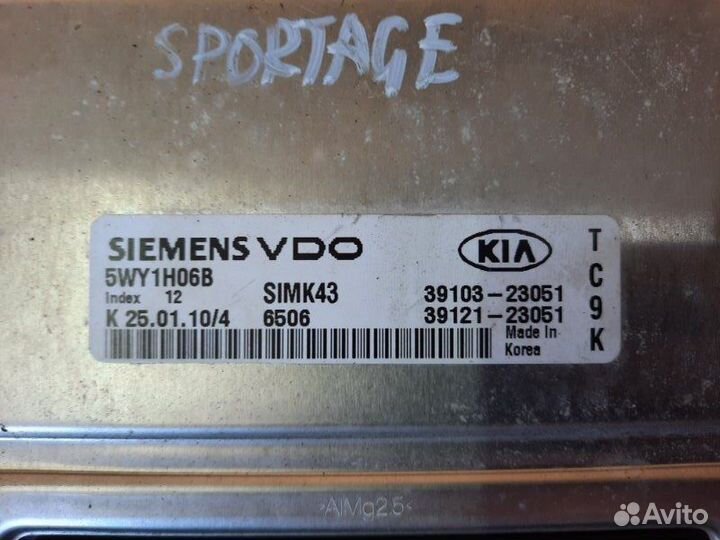 SPORTAGE
SIEMENS VDO KIA
5WY1H06B
Index 12 SIMK43 39103-23051
K 25.01.10/4 6506 39121-23051
Made In
Korea
TC9K
>AlMg2.5<
Avito